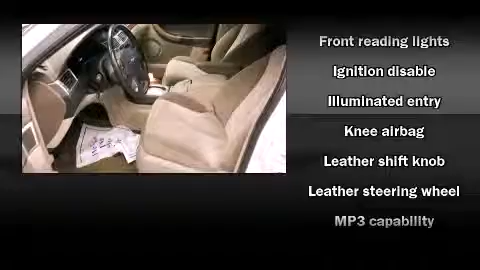 Front reading lights
Ignition disable
Illuminated entry
Knee airbag
Leather shift knob
Leather steering wheel
MP3 capability